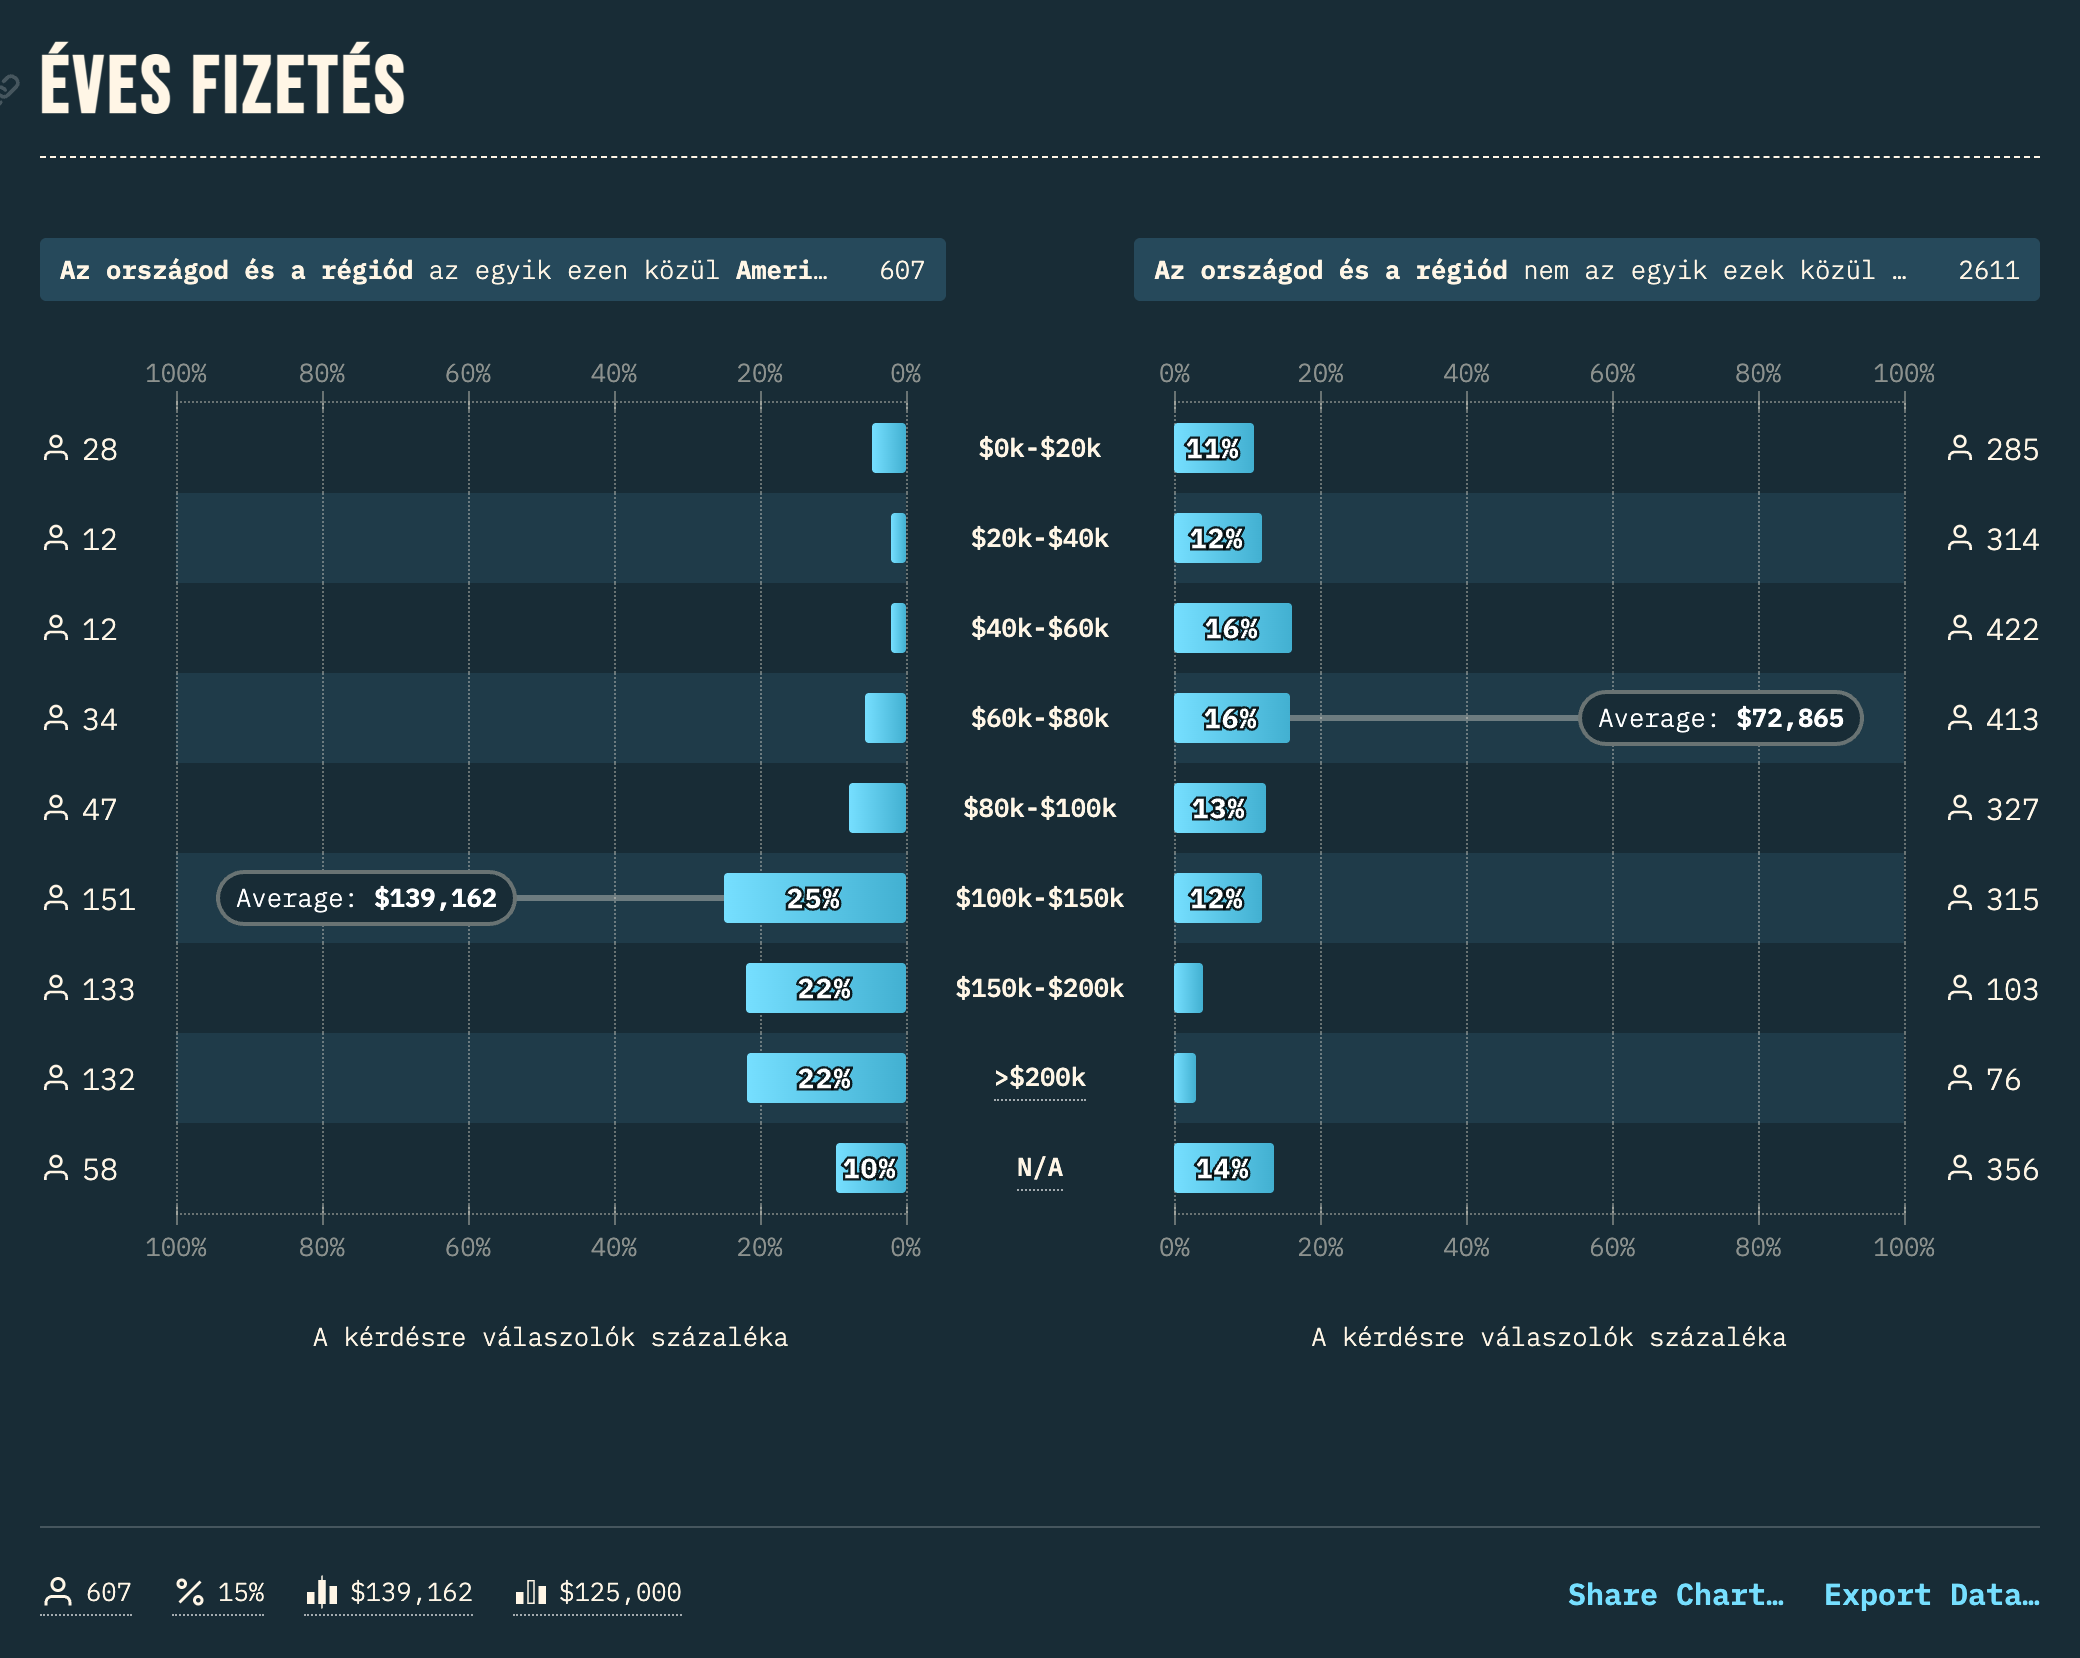 ÉVES FIZETÉS
Az országod és a régiód az egyik ezen közül Ameri… 607
Az országod és a régiód nem az egyik ezek közül … 2611
100% 80% 60% 40% 20% 0% 0% 20% 40% 60% 80% 100%
28 $0k-$20k 11% 285
12 $20k-$40k 12% 314
12 $40k-$60k 16% 422
34 $60k-$80k 16% Average: $72,865 413
47 $80k-$100k 13% 327
151 Average: $139,162 25% $100k-$150k 12% 315
133 22% $150k-$200k 103
132 22% >$200k 76
58 10% N/A 14% 356
100% 80% 60% 40% 20% 0% 0% 20% 40% 60% 80% 100%
A kérdésre válaszolók százaléka A kérdésre válaszolók százaléka
607 15% $139,162 $125,000 Share Chart… Export Data…